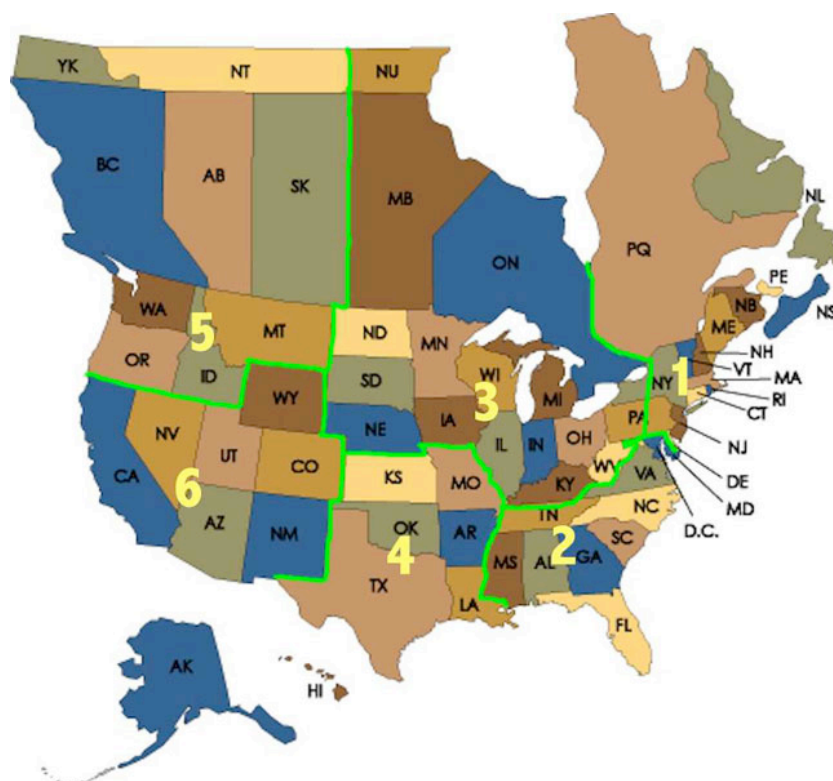 YK
NT
NU
BC
AB
SK
MB
ON
PQ
NL
PE
NB
NS
WA
MT
ND
MN
ME
OR
5
ID
SD
WI
3
MI
NY
1
NH
VT
MA
RI
CT
WY
NE
IA
IL
IN
OH
PA
NJ
NV
UT
CO
KS
MO
KY
WV
VA
DE
MD
D.C.
CA
6
AZ
NM
OK
4
AR
TN
2
NC
SC
MS
AL
GA
TX
LA
FL
AK
HI